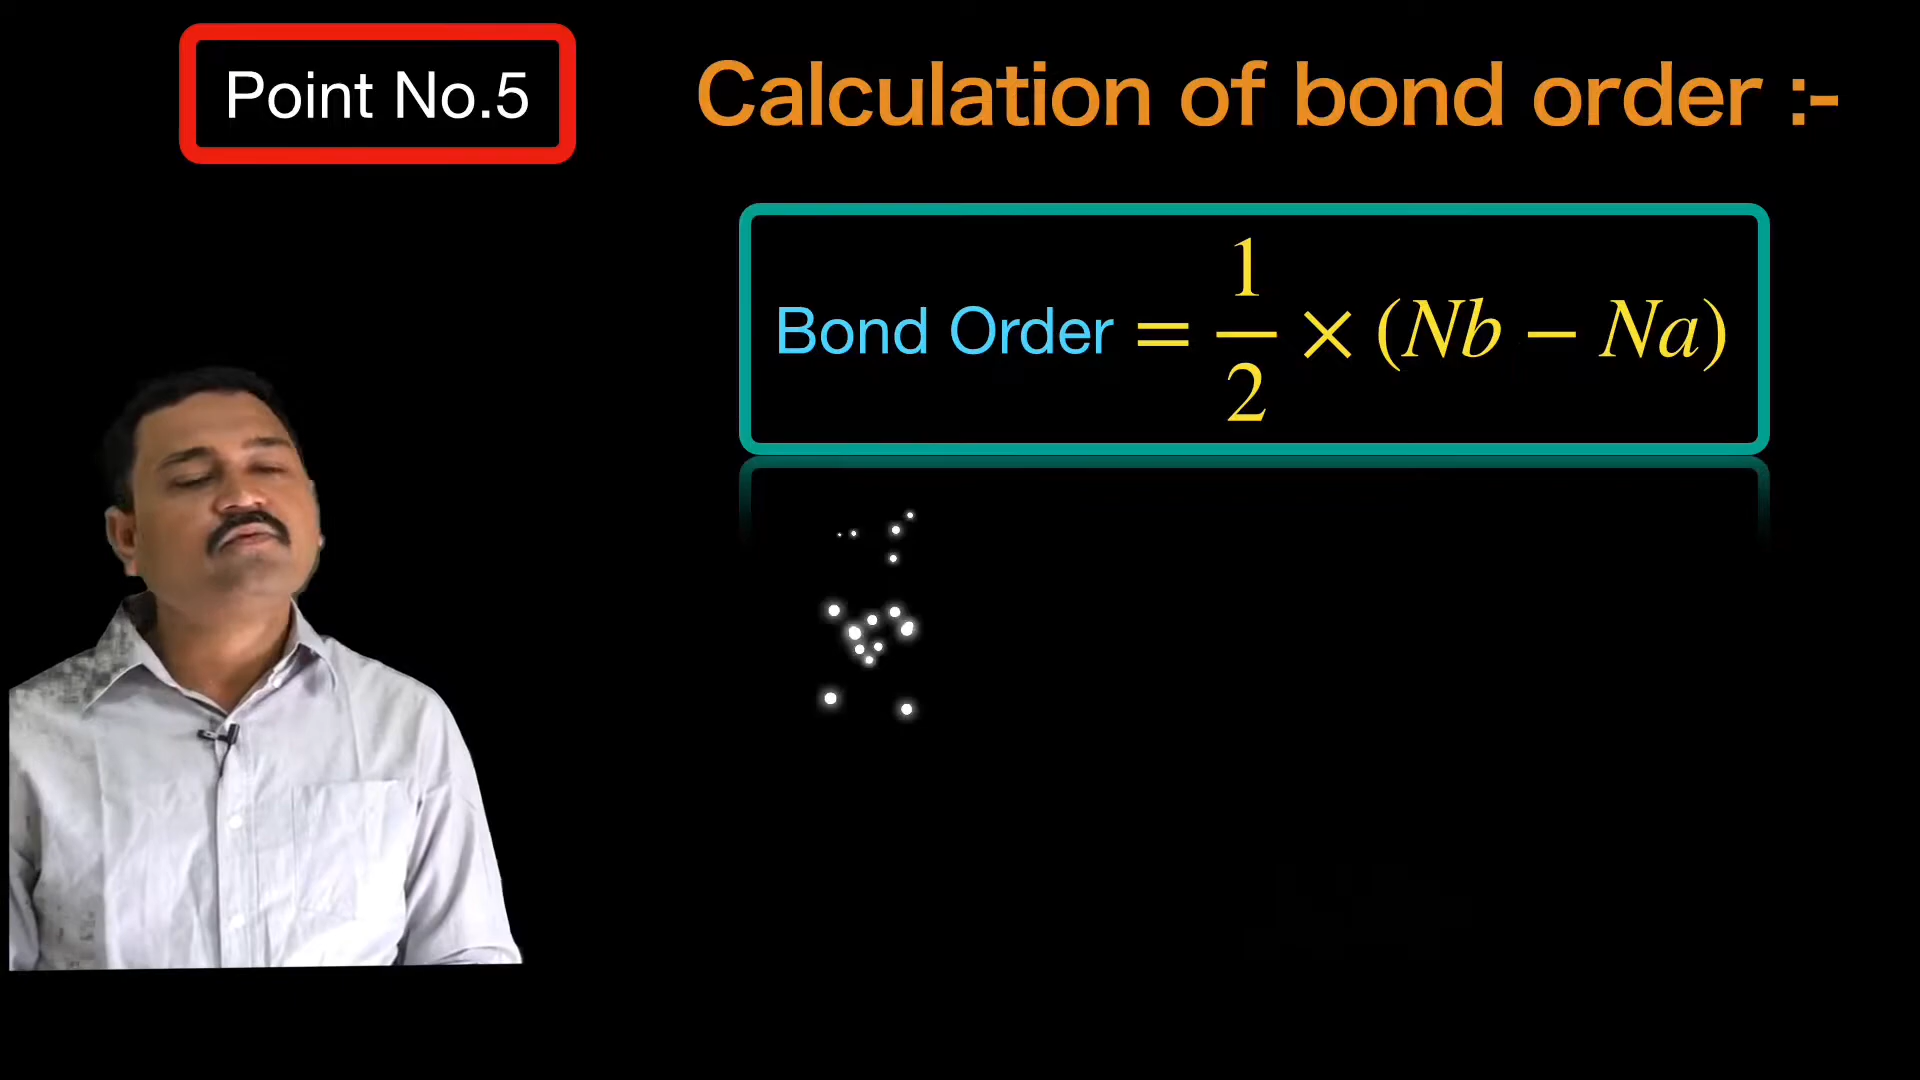 Point No.5
Calculation of bond order :-
Bond Order = 1/2 × (Nb − Na)